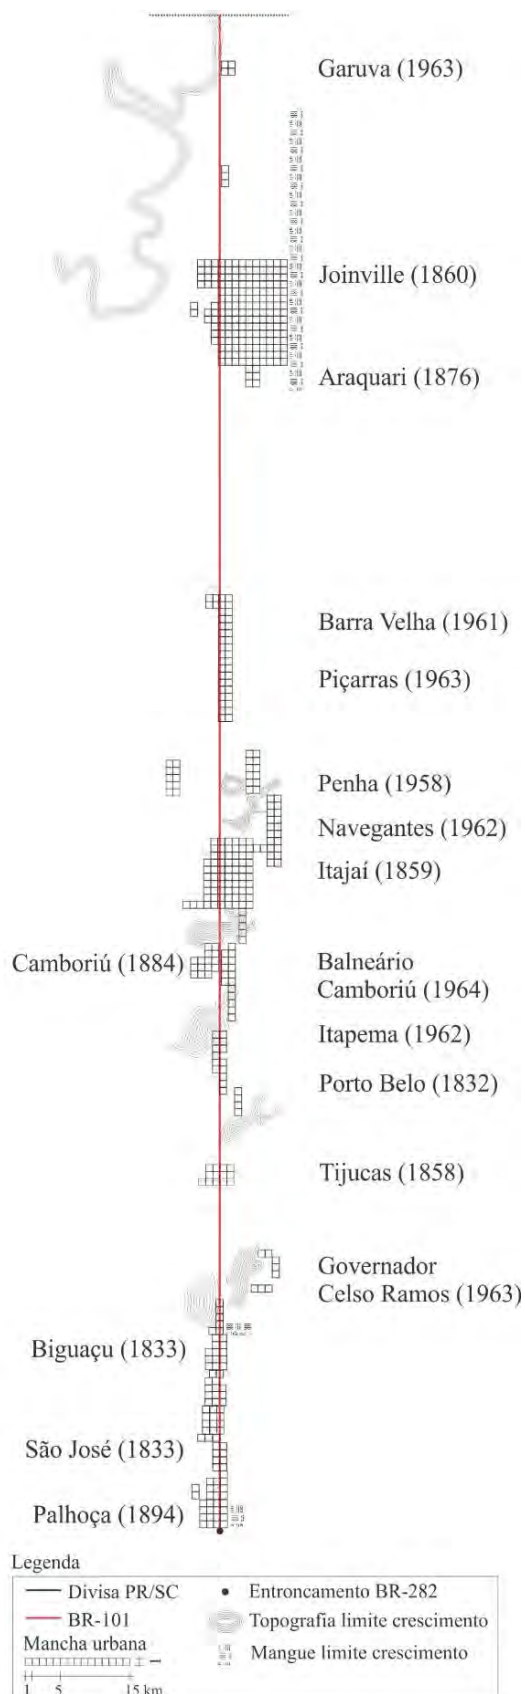 Garuva (1963)
Joinville (1860)
Araquari (1876)
Barra Velha (1961)
Piçarras (1963)
Penha (1958)
Navegantes (1962)
Itajaí (1859)
Camboriú (1884)
Balneário
Camboriú (1964)
Itapema (1962)
Porto Belo (1832)
Tijucas (1858)
Governador
Celso Ramos (1963)
Biguaçu (1833)
São José (1833)
Palhoça (1894)
Legenda
Divisa PR/SC
Entroncamento BR-282
BR-101
Topografia limite crescimento
Mancha urbana
Mangue limite crescimento
1 5 15 km